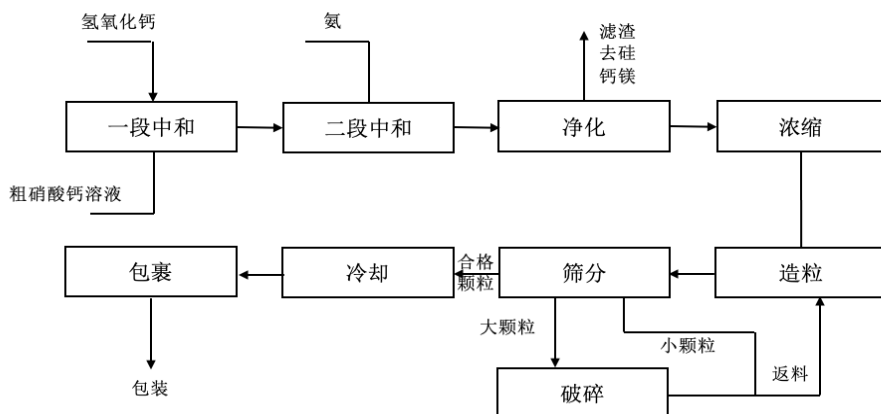 氢氧化钙
氨
滤渣
去硅
钙镁
一段中和
二段中和
净化
浓缩
粗硝酸钙溶液
包裹
冷却
合格
颗粒
筛分
造粒
大颗粒
小颗粒
返料
包装
破碎